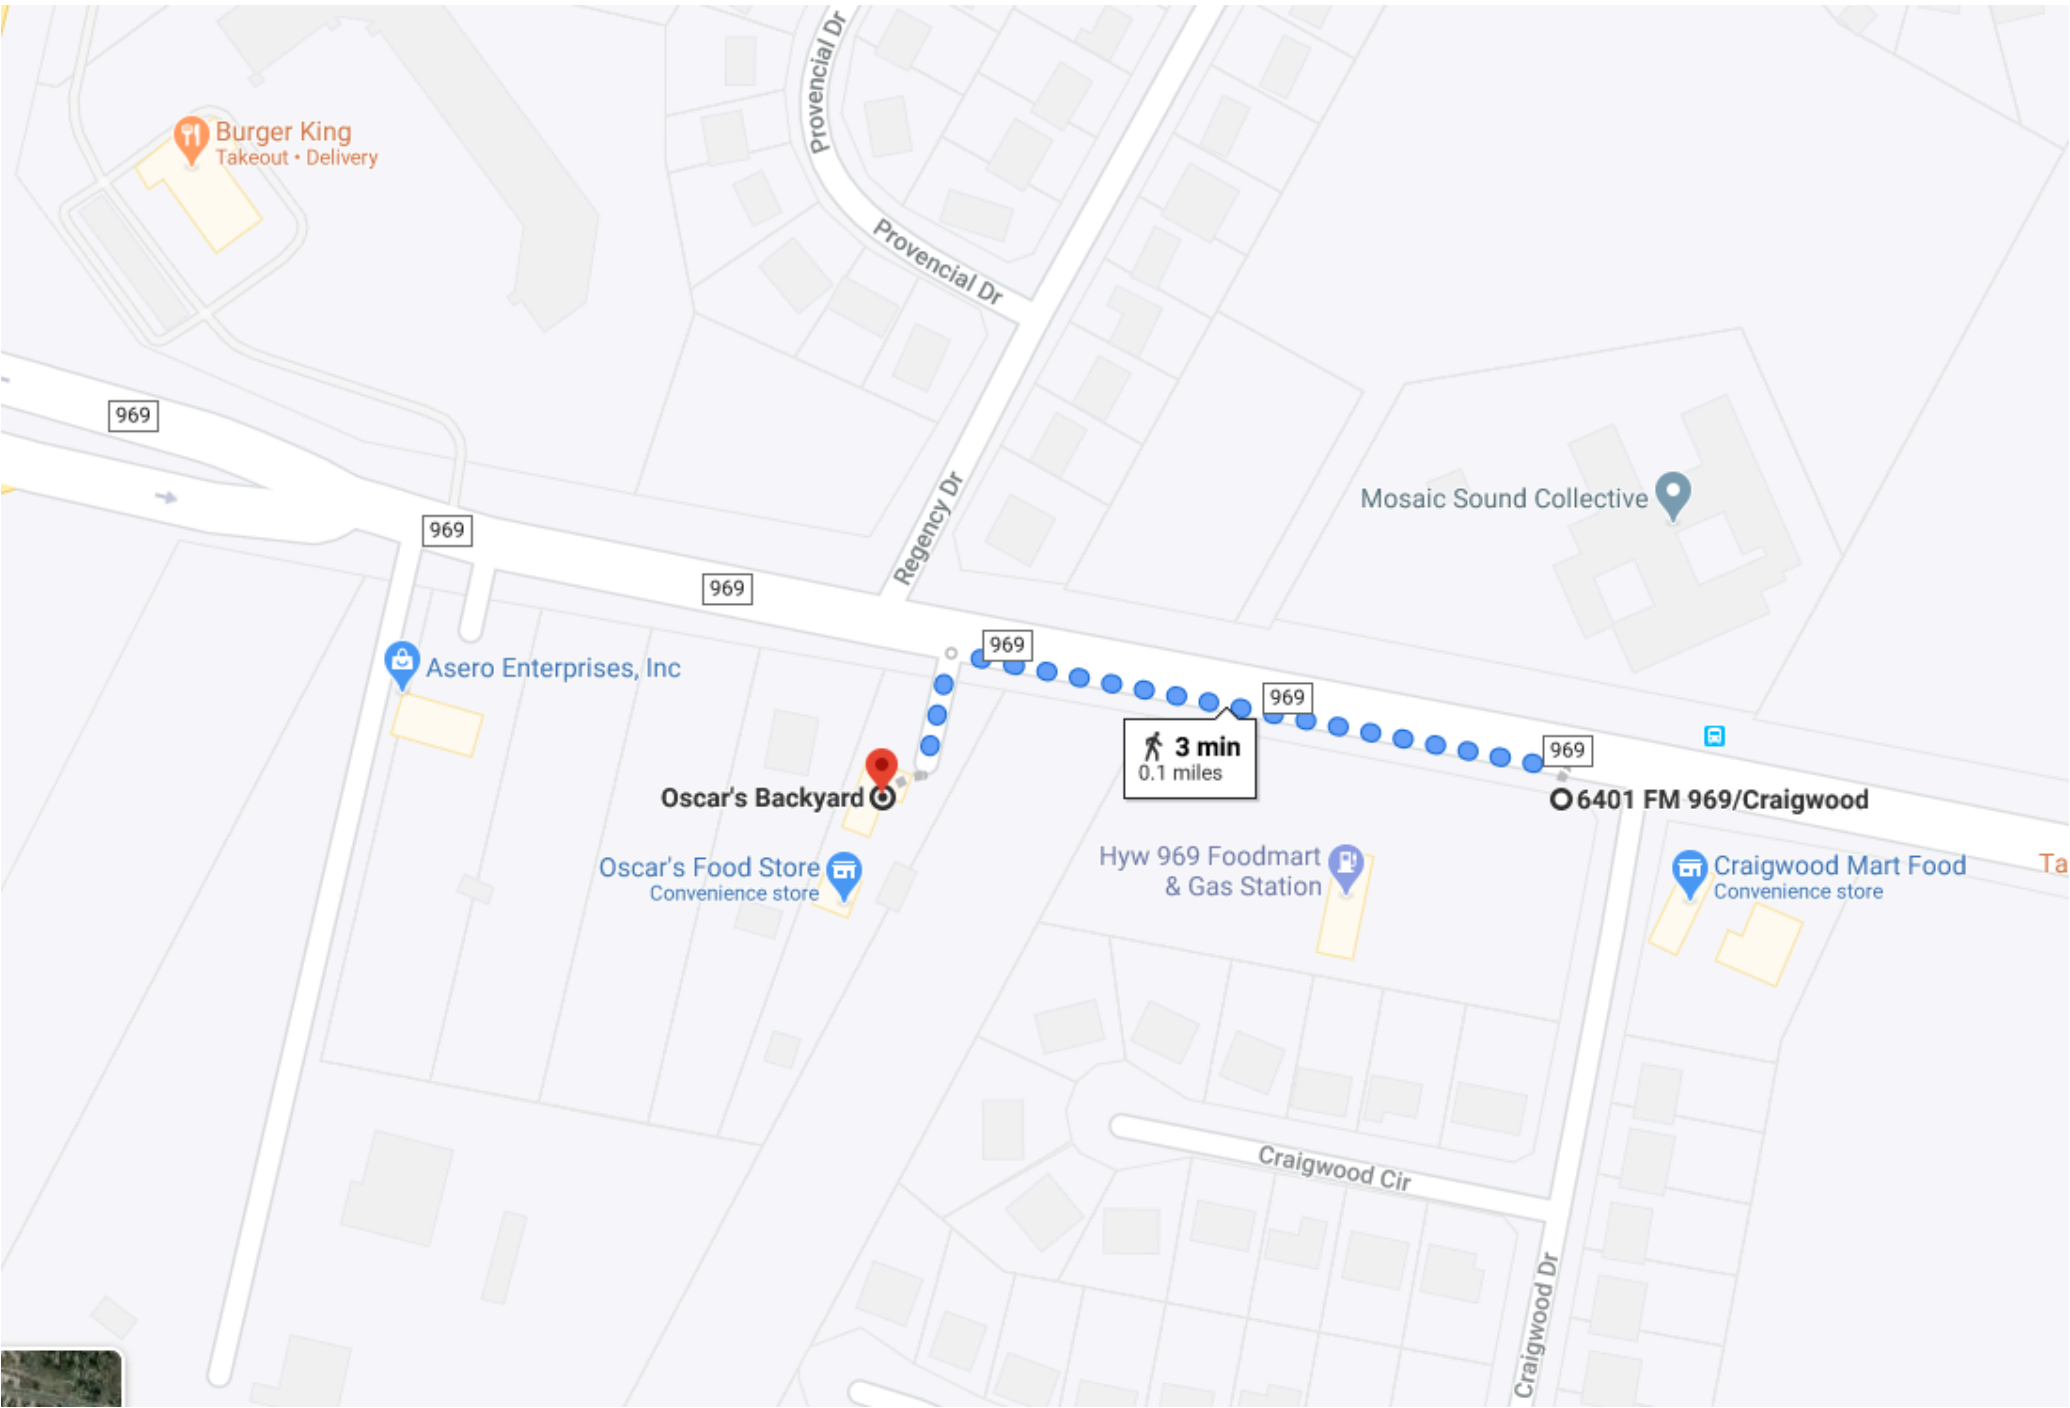 Provencial Dr
Burger King
Takeout • Delivery
Provencial Dr
969
Regency Dr
Mosaic Sound Collective
969
969
969
Asero Enterprises, Inc
969
3 min
0.1 miles
969
Oscar's Backyard
6401 FM 969/Craigwood
Oscar's Food Store
Convenience store
Hyw 969 Foodmart
& Gas Station
Craigwood Mart Food
Convenience store
Ta
Craigwood Cir
Craigwood Dr